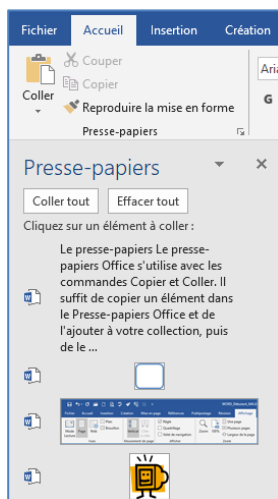 Fichier Accueil Insertion Création
Couper
Copier
Coller
Reproduire la mise en forme
Presse-papiers
Aria
G
Presse-papiers
Coller tout Effacer tout
Cliquez sur un élément à coller :
Le presse-papiers Le presse-
papiers Office s'utilise avec les
commandes Copier et Coller. Il
suffit de copier un élément dans
le Presse-papiers Office et de
l'ajouter à votre collection, puis
de le ...